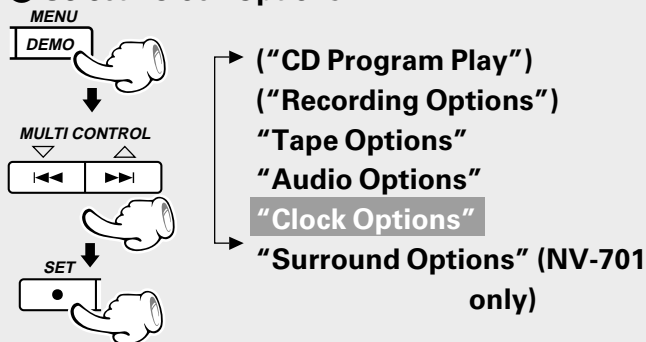 MENU
DEMO
MULTI CONTROL
SET
(“CD Program Play”)
(“Recording Options”)
“Tape Options”
“Audio Options”
“Clock Options”
“Surround Options” (NV-701
only)